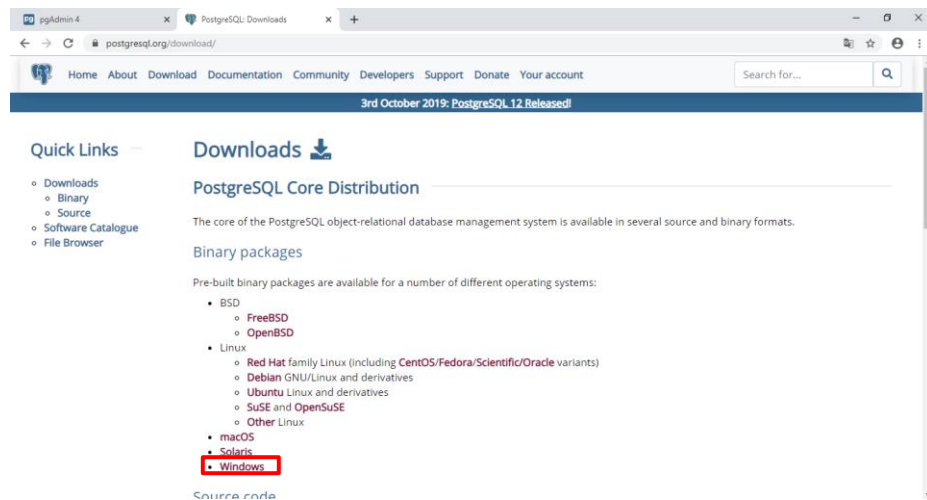 pgAdmin 4
PostgreSQL: Downloads
postgresql.org/download/
Home About Download Documentation Community Developers Support Donate Your account
Search for...
3rd October 2019: PostgreSQL 12 Released!
Quick Links
Downloads
Binary
Source
Software Catalogue
File Browser
Downloads
PostgreSQL Core Distribution
The core of the PostgreSQL object-relational database management system is available in several source and binary formats.
Binary packages
Pre-built binary packages are available for a number of different operating systems:
BSD
FreeBSD
OpenBSD
Linux
Red Hat family Linux (including CentOS/Fedora/Scientific/Oracle variants)
Debian GNU/Linux and derivatives
Ubuntu Linux and derivatives
SuSE and OpenSuSE
Other Linux
macOS
Solaris
Windows
Source code